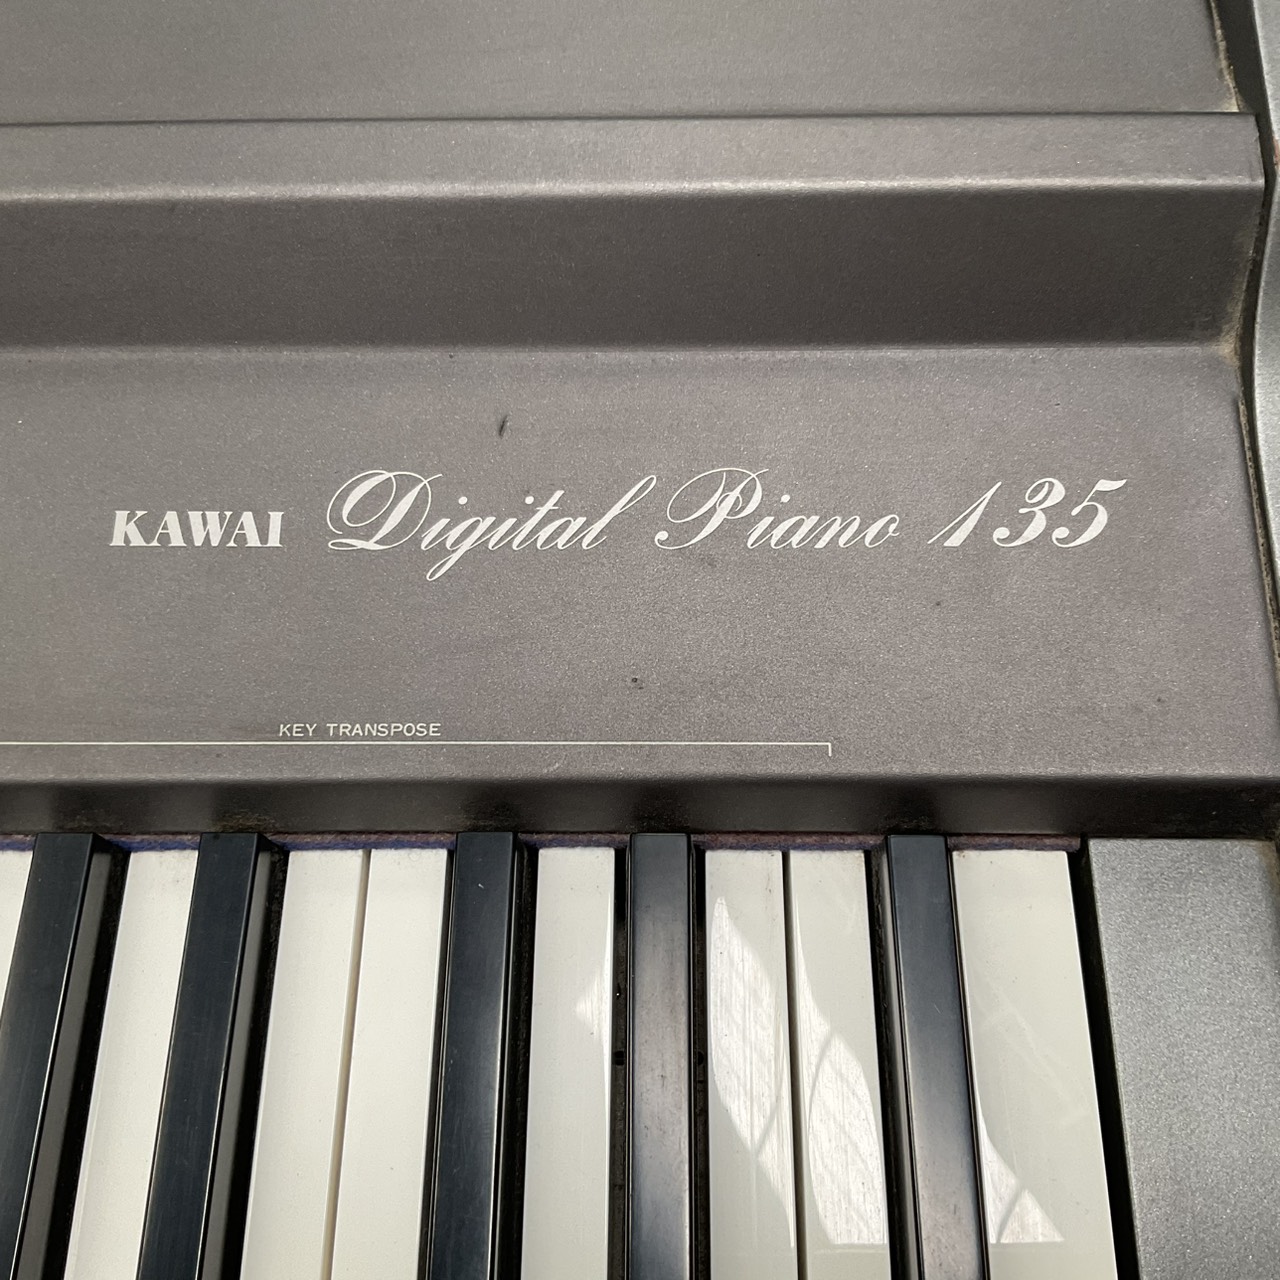 KAWAI Digital Piano 135
KEY TRANSPOSE